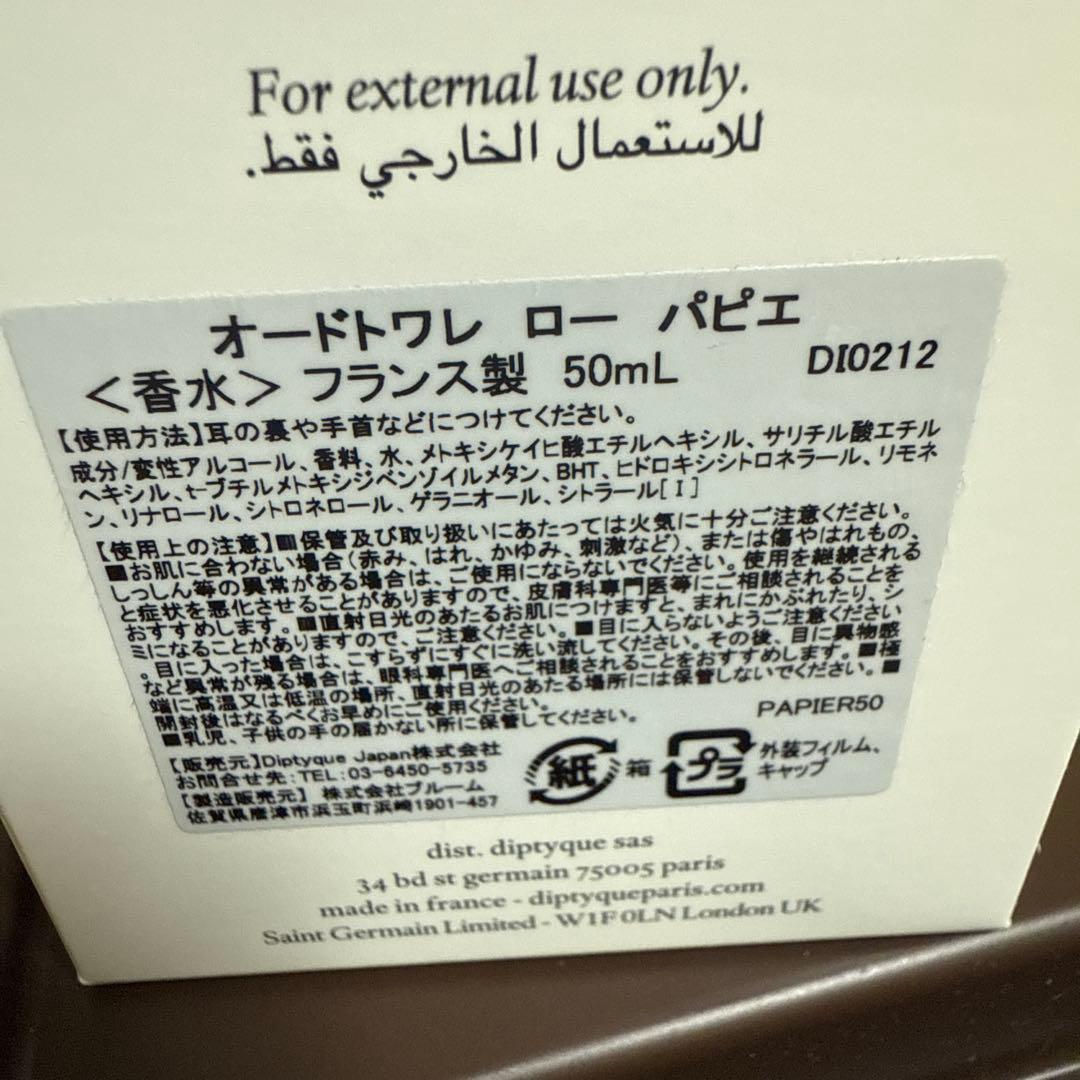 For external use only.
للاستعمال الخارجي فقط.
オードトワレ ロー パピエ
＜香水＞ フランス製 50mL DI0212
【使用方法】耳の裏や手首などにつけてください。
成分/変性アルコール、香料、水、メトキシケイヒ酸エチルヘキシル、サリチル酸エチル
ヘキシル、t-ブチルメトキシジベンゾイルメタン、BHT、ヒドロキシシトロネラール、リモネ
ン、リナロール、シトロネロール、ゲラニオール、シトラール[I]
【使用上の注意】■保管及び取り扱いにあたっては火気に十分ご注意ください。
■お肌に合わない場合(赤み、はれ、かゆみ、刺激など)、または傷やはれもの、
しっしん等の異常がある場合は、ご使用にならないでください。使用を継続される
と症状を悪化させることがありますので、皮膚科専門医等にご相談されることを
おすすめします。■直射日光のあたるお肌につけますと、まれにかぶれたり、シ
ミになることがありますので、ご注意ください。■目に入らないようご注意ください
。目に入った場合は、こすらずにすぐに洗い流してください。その後、目に異物感
など異常が残る場合は、眼科専門医へご相談されることをおすすめします。■極
端に高温又は低温の場所、直射日光のあたる場所には保管しないでください。■
開封後はなるべくお早めにご使用ください。
■乳児、子供の手の届かない所に保管してください。 PAPIER50
【販売元】Diptyque Japan株式会社
お問合せ先:TEL:03-6450-5735
【製造販売元】 株式会社ブルーム
佐賀県唐津市浜玉町浜崎1901-457
紙 箱 プラ 外装フィルム、
キャップ
dist. diptyque sas
34 bd st germain 75005 paris
made in france - diptyqueparis.com
Saint Germain Limited - W1F 0LN London UK